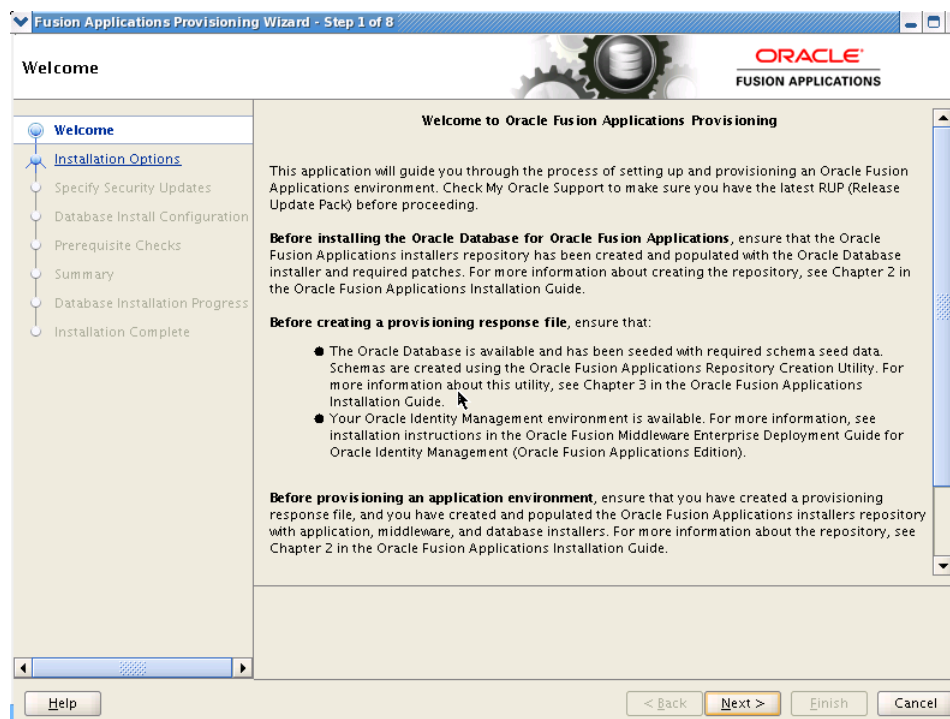 Fusion Applications Provisioning Wizard - Step 1 of 8
Welcome
ORACLE
FUSION APPLICATIONS
Welcome
Installation Options
Specify Security Updates
Database Install Configuration
Prerequisite Checks
Summary
Database Installation Progress
Installation Complete
Welcome to Oracle Fusion Applications Provisioning
This application will guide you through the process of setting up and provisioning an Oracle Fusion
Applications environment. Check My Oracle Support to make sure you have the latest RUP (Release
Update Pack) before proceeding.
Before installing the Oracle Database for Oracle Fusion Applications, ensure that the Oracle
Fusion Applications installers repository has been created and populated with the Oracle Database
installer and required patches. For more information about creating the repository, see Chapter 2 in
the Oracle Fusion Applications Installation Guide.
Before creating a provisioning response file, ensure that:
● The Oracle Database is available and has been seeded with required schema seed data.
Schemas are created using the Oracle Fusion Applications Repository Creation Utility. For
more information about this utility, see Chapter 3 in the Oracle Fusion Applications
Installation Guide.
● Your Oracle Identity Management environment is available. For more information, see
installation instructions in the Oracle Fusion Middleware Enterprise Deployment Guide for
Oracle Identity Management (Oracle Fusion Applications Edition).
Before provisioning an application environment, ensure that you have created a provisioning
response file, and you have created and populated the Oracle Fusion Applications installers repository
with application, middleware, and database installers. For more information about the repository, see
Chapter 2 in the Oracle Fusion Applications Installation Guide.
Help
< Back
Next >
Finish
Cancel